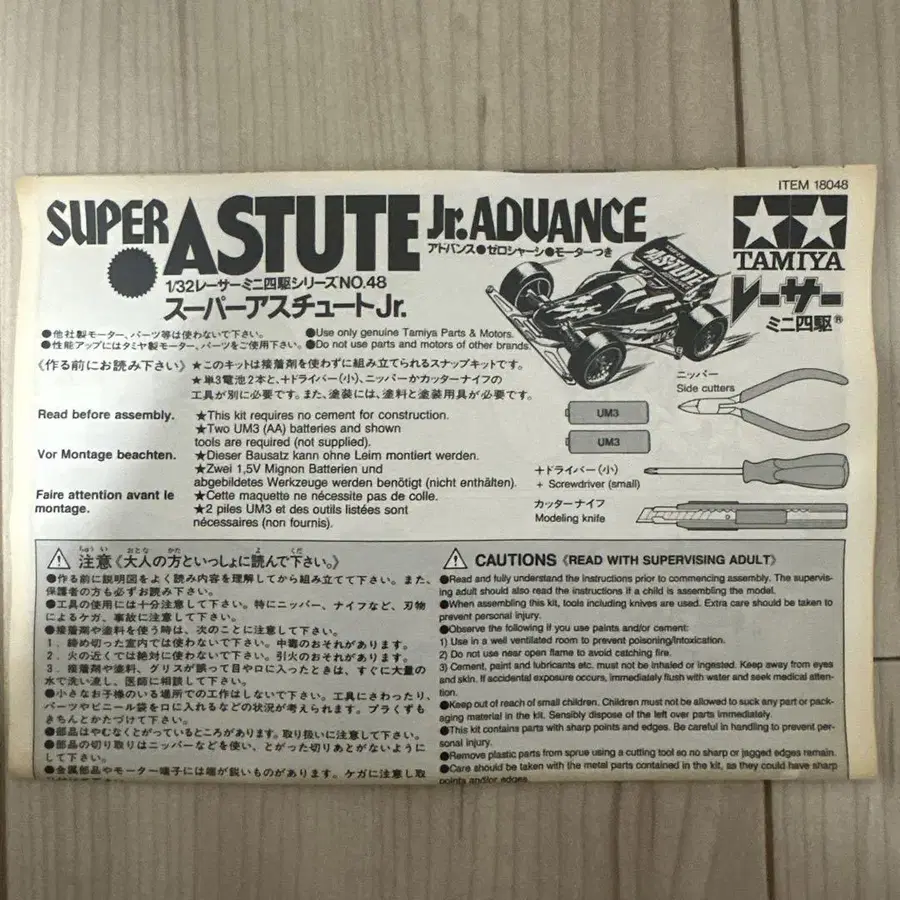 ITEM 18048
SUPER ASTUTE Jr. ADVANCE
アドバンス●ゼロシャーシ●モーターつき
TAMIYA
1/32レーサーミニ四駆シリーズNO.48
スーパーアスチュートJr.
レーサー
ミニ四駆®
ASTUTE
●他社製モーター、パーツ等は使わないで下さい。
●性能アップにはタミヤ製モーター、パーツをご使用下さい。
●Use only genuine Tamiya Parts & Motors.
●Do not use parts and motors of other brands.
《作る前にお読み下さい》
★このキットは接着剤を使わずに組み立てられるスナップキットです。
★単3電池2本と、+ドライバー(小)、ニッパーかカッターナイフの
工具が別に必要です。また、塗装には、塗料と塗装用具が必要です。
Read before assembly.
★This kit requires no cement for construction.
★Two UM3 (AA) batteries and shown
tools are required (not supplied).
Vor Montage beachten.
★Dieser Bausatz kann ohne Leim montiert werden.
★Zwei 1,5V Mignon Batterien und
abgebildetes Werkzeuge werden benötigt (nicht enthälten).
Faire attention avant le
montage.
★Cette maquette ne nécessite pas de colle.
★2 piles UM3 et des outils listées sont
nécessaires (non fournis).
UM3
UM3
ニッパー
Side cutters
+ドライバー(小)
+ Screwdriver (small)
カッターナイフ
Modeling knife
注意《大人の方といっしょに読んで下さい。》
ちゅう い おとな かた よ くだ
●作る前に説明図をよく読み内容を理解してから組み立てて下さい。また、
保護者の方も必ずお読み下さい。
●工具の使用には十分注意して下さい。特にニッパー、ナイフなど、刃物
によるケガ、事故に注意して下さい。
●接着剤や塗料を使う時は、次のことに注意して下さい。
1. 締め切った室内では使わないで下さい。中毒のおそれがあります。
2. 火の近くでは絶対に使わないで下さい。引火のおそれがあります。
3. 接着剤や塗料、グリスが誤って目や口に入ったときは、すぐに大量の
水で洗い流し、医師に相談して下さい。
●小さなお子様のいる場所での工作はしないで下さい。工具にさわったり、
パーツやビニール袋を口に入れるなどの状況が考えられます。プラくずも
きちんとかたづけて下さい。
●部品はやむなくとがっているところがあります。取り扱いに注意して下さい。
●部品の切り取りはニッパーなどを使い、とがった切りあとがないように
して下さい。
●金属部品やモーター端子には端が鋭いものがあります。ケガに注意し取
CAUTIONS 《READ WITH SUPERVISING ADULT》
●Read and fully understand the instructions prior to commencing assembly. The supervis-
ing adult should also read the instructions if a child is assembling the model.
●When assembling this kit, tools including knives are used. Extra care should be taken to
prevent personal injury.
●Observe the following if you use paints and/or cement:
1) Use in a well ventilated room to prevent poisoning/intoxication.
2) Do not use near open flame to avoid catching fire.
3) Cement, paint and lubricants etc. must not be inhaled or ingested. Keep away from eyes
and skin. If accidental exposure occurs, immediately flush with water and seek medical atten-
tion.
●Keep out of reach of small children. Children must not be allowed to suck any part or pack-
aging material in the kit. Sensibly dispose of the left over parts immediately.
●This kit contains parts with sharp points and edges. Be careful in handling to prevent per-
sonal injury.
●Remove plastic parts from sprue using a cutting tool so no sharp or jagged edges remain.
●Care should be taken with the metal parts contained in the kit, as they could have sharp
points and/or edges.